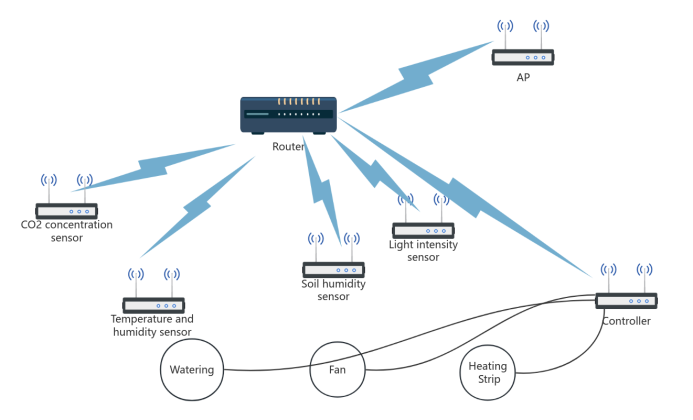 AP
Router
CO2 concentration
sensor
Light intensity
sensor
Soil humidity
sensor
Temperature and
humidity sensor
Controller
Watering
Fan
Heating
Strip